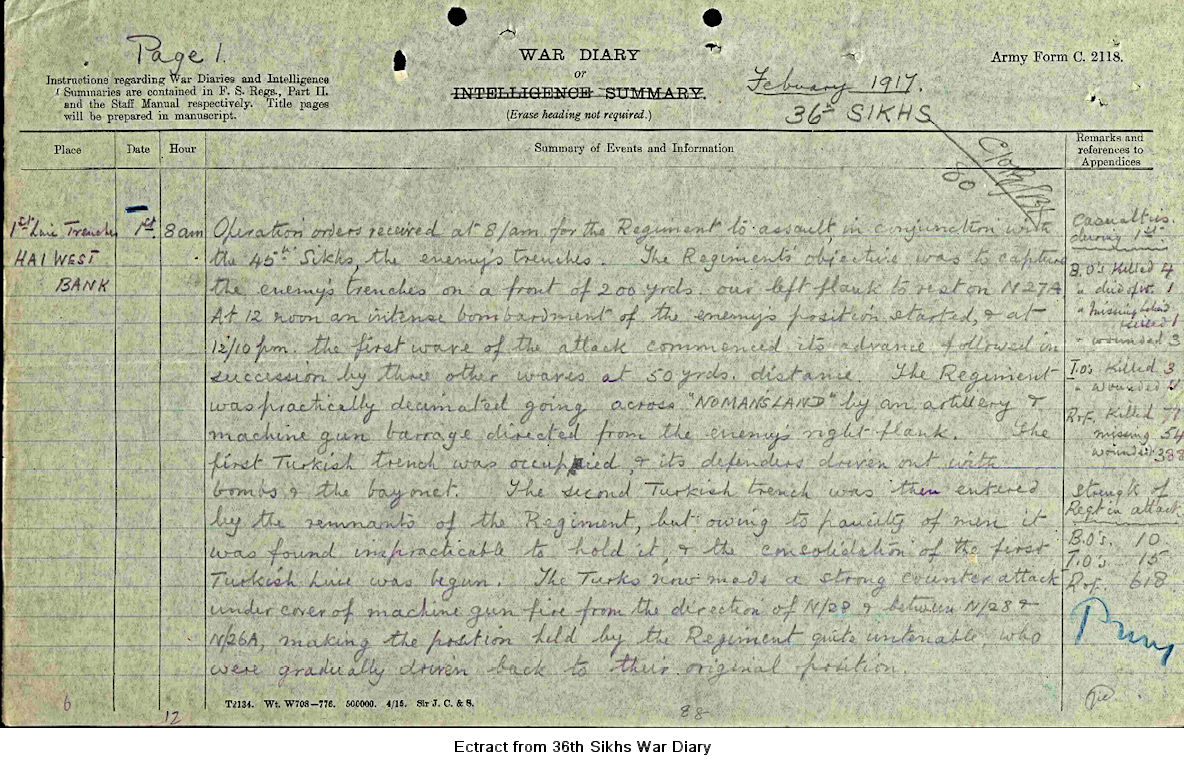 Page 1.
WAR DIARY
Army Form C. 2118.
Instructions regarding War Diaries and Intelligence
Summaries are contained in F. S. Regs., Part II.
and the Staff Manual respectively. Title pages
will be prepared in manuscript.
or
INTELLIGENCE SUMMARY.
(Erase heading not required.)
February 1917.
36th SIKHS
Place
Date
Hour
Summary of Events and Information
Remarks and
references to
Appendices
1st Line Trenches
HAI WEST
BANK
1st
8 am
Operation orders received at 8/am for the Regiment to assault, in conjunction with
the 45th Sikhs, the enemy's trenches. The Regiments objective was to capture
the enemy's trenches on a front of 200 yrds our left flank to rest on N27A
At 12 noon an intense bombardment of the enemy's position started, & at
12/10 pm. the first wave of the attack commenced its advance followed in
succession by three other waves at 50 yrds. distance. The Regiment
was practically decimated going across "NOMANSLAND" by an artillery &
machine gun barrage directed from the enemy's right flank. The
first Turkish trench was occupied, & its defenders driven out with
bombs & the bayonet. The second Turkish trench was then entered
by the remnants of the Regiment, but owing to paucity of men it
was found impracticable to hold it, & the consolidation of the first
Turkish line was begun. The Turks now made a strong counter attack
under cover of machine gun fire from the direction of N/28 & between N/28 &
N/26A, making the position held by the Regiment quite untenable, who
were gradually driven back to their original position.
Casualties
during 1st
B.O's Killed 4
" died of w. 1
" missing
killed 1
" wounded 3
I.O's Killed 3
" wounded
R & F. Killed
missing 54
wounded 388
Strength of
Regt in attack
B.O's. 10
I.O's 15
R & F. 618
6
12
T2134. Wt. W708—776. 500000. 4/15. Sir J. C. & S.
88
Ectract from 36th Sikhs War Diary